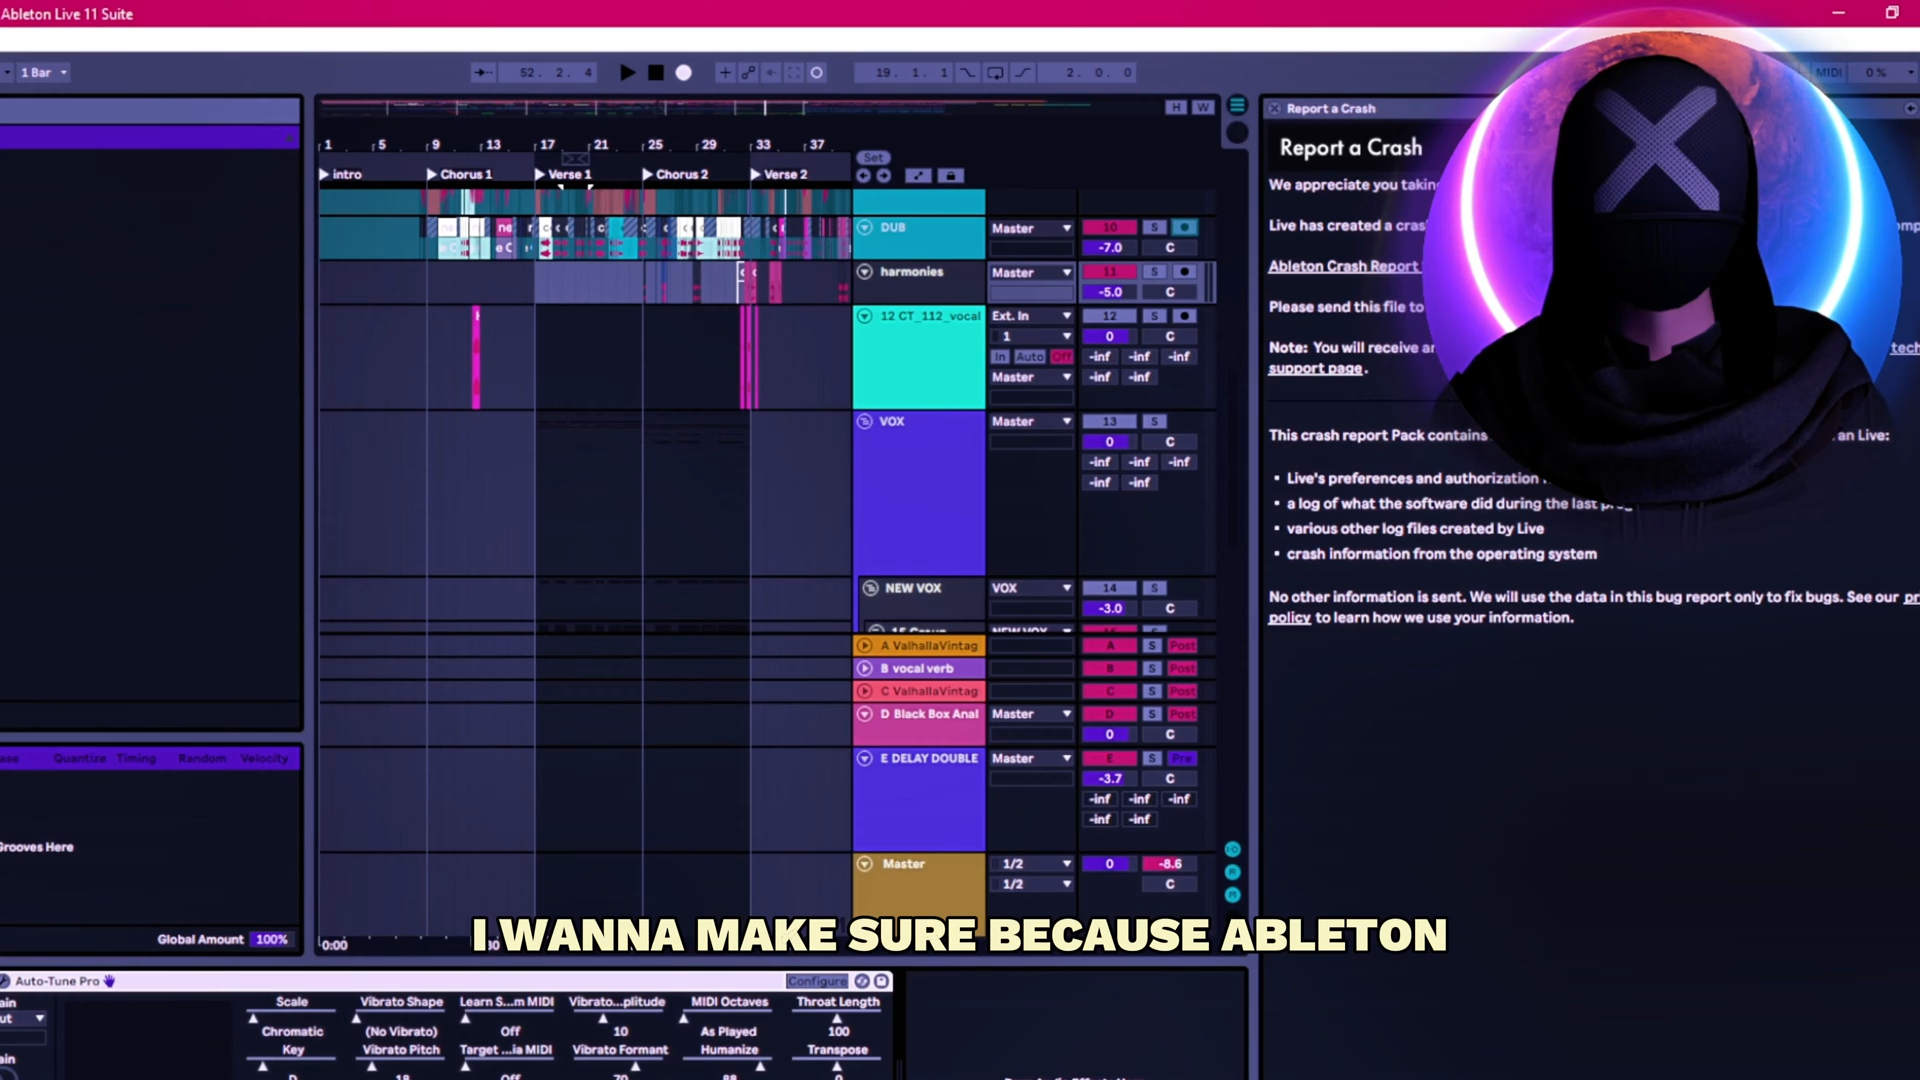 Ableton Live 11 Suite
1 Bar
52. 2. 4
19. 1. 1
2. 0. 0
MIDI
0 %
H W
1 5 9 13 17 21 25 29 33 37
Set
intro Chorus 1 Verse 1 Chorus 2 Verse 2
DUB Master 10 S
-7.0 C
harmonies Master 11 S
-5.0 C
12 CT_112_vocal Ext. In 12 S
1 0 C
In Auto Off -inf -inf -inf
Master -inf -inf
VOX Master 13 S
0 C
-inf -inf -inf
-inf -inf
NEW VOX VOX 14 S
-3.0 C
15 Group NEW VOX
A ValhallaVintag A S Post
B vocal verb B S Post
C ValhallaVintag C S Post
D Black Box Anal Master D S Post
0 C
E DELAY DOUBLE Master E S Pre
-3.7 C
-inf -inf -inf
-inf -inf
Master 1/2 0 -8.6
1/2 C
0:00
Report a Crash
Report a Crash
We appreciate you takin
Live has created a cras
Ableton Crash Report
Please send this file to
Note: You will receive an tech
support page.
This crash report Pack contains an Live:
▪ Live's preferences and authorization
▪ a log of what the software did during the last
▪ various other log files created by Live
▪ crash information from the operating system
No other information is sent. We will use the data in this bug report only to fix bugs. See our pr
policy to learn how we use your information.
ase Quantize Timing Random Velocity
Grooves Here
Global Amount 100%
I WANNA MAKE SURE BECAUSE ABLETON
Auto-Tune Pro Configure
Scale Vibrato Shape Learn S...m MIDI Vibrato...plitude MIDI Octaves Throat Length
Chromatic (No Vibrato) Off 10 As Played 100
Key Vibrato Pitch Target ...ia MIDI Vibrato Formant Humanize Transpose